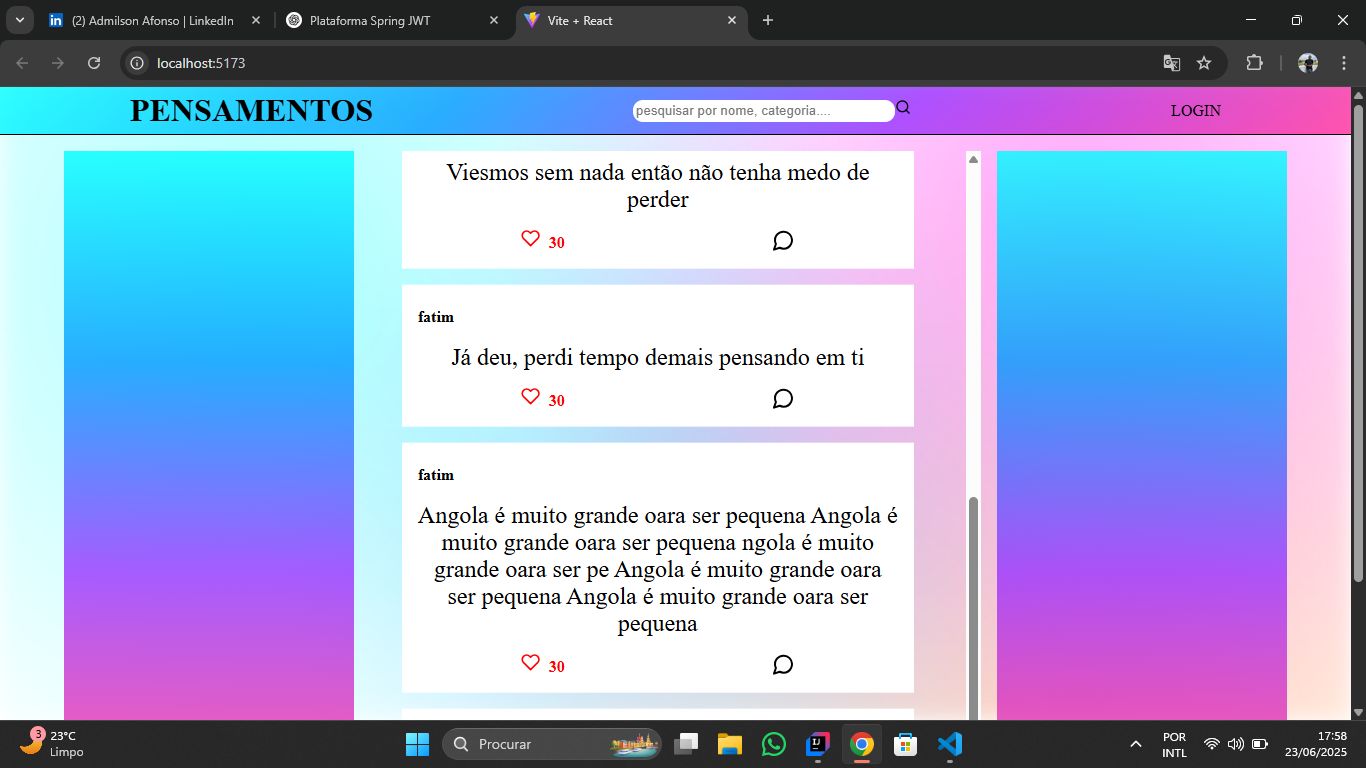 (2) Admilson Afonso | LinkedIn
Plataforma Spring JWT
Vite + React
localhost:5173
PENSAMENTOS
pesquisar por nome, categoria....
LOGIN
Viesmos sem nada então não tenha medo de
perder
30
fatim
Já deu, perdi tempo demais pensando em ti
30
fatim
Angola é muito grande oara ser pequena Angola é
muito grande oara ser pequena ngola é muito
grande oara ser pe Angola é muito grande oara
ser pequena Angola é muito grande oara ser
pequena
30
3
23°C
Limpo
Procurar
POR
INTL
17:58
23/06/2025